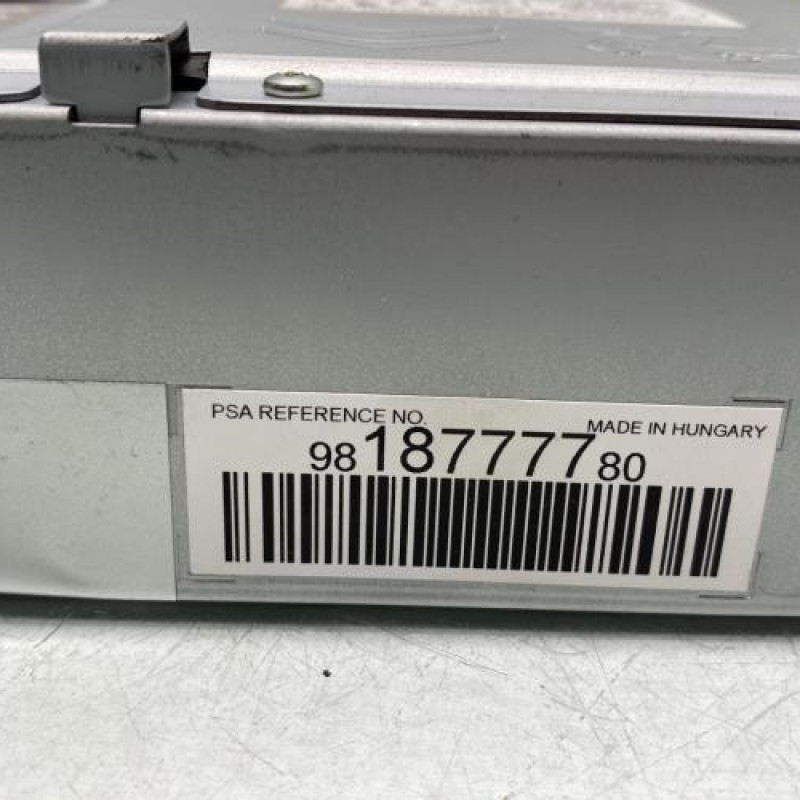 PSA REFERENCE NO.
MADE IN HUNGARY
9818777780